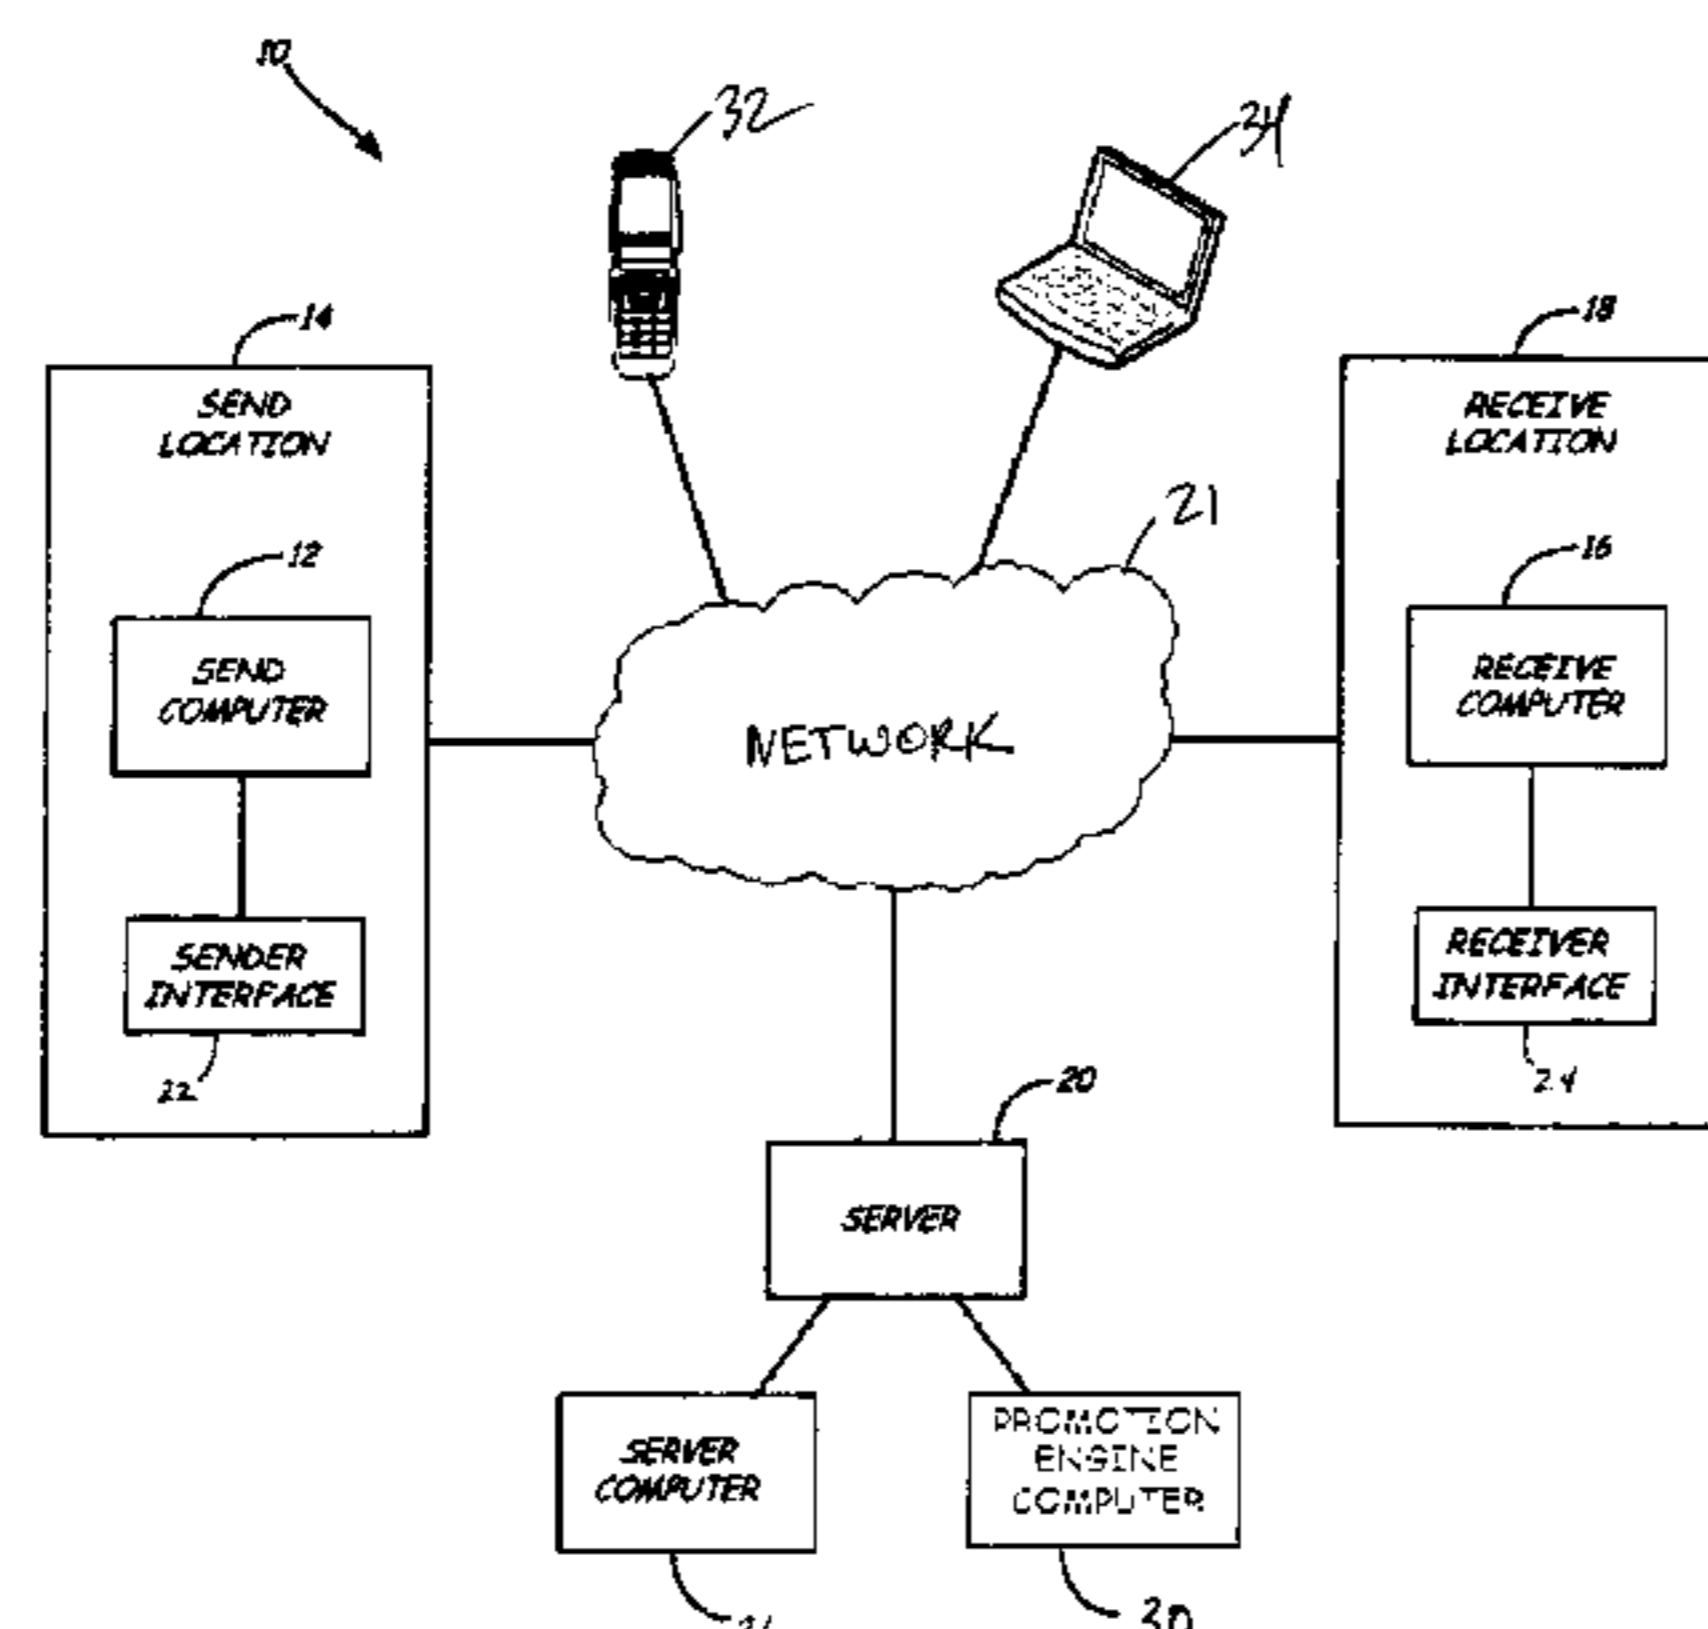 10
32
34
14
18
SEND
LOCATION
RECEIVE
LOCATION
21
12
16
SEND
COMPUTER
RECEIVE
COMPUTER
NETWORK
SENDER
INTERFACE
RECEIVER
INTERFACE
22
24
20
SERVER
SERVER
COMPUTER
PROMOTION
ENGINE
COMPUTER
30